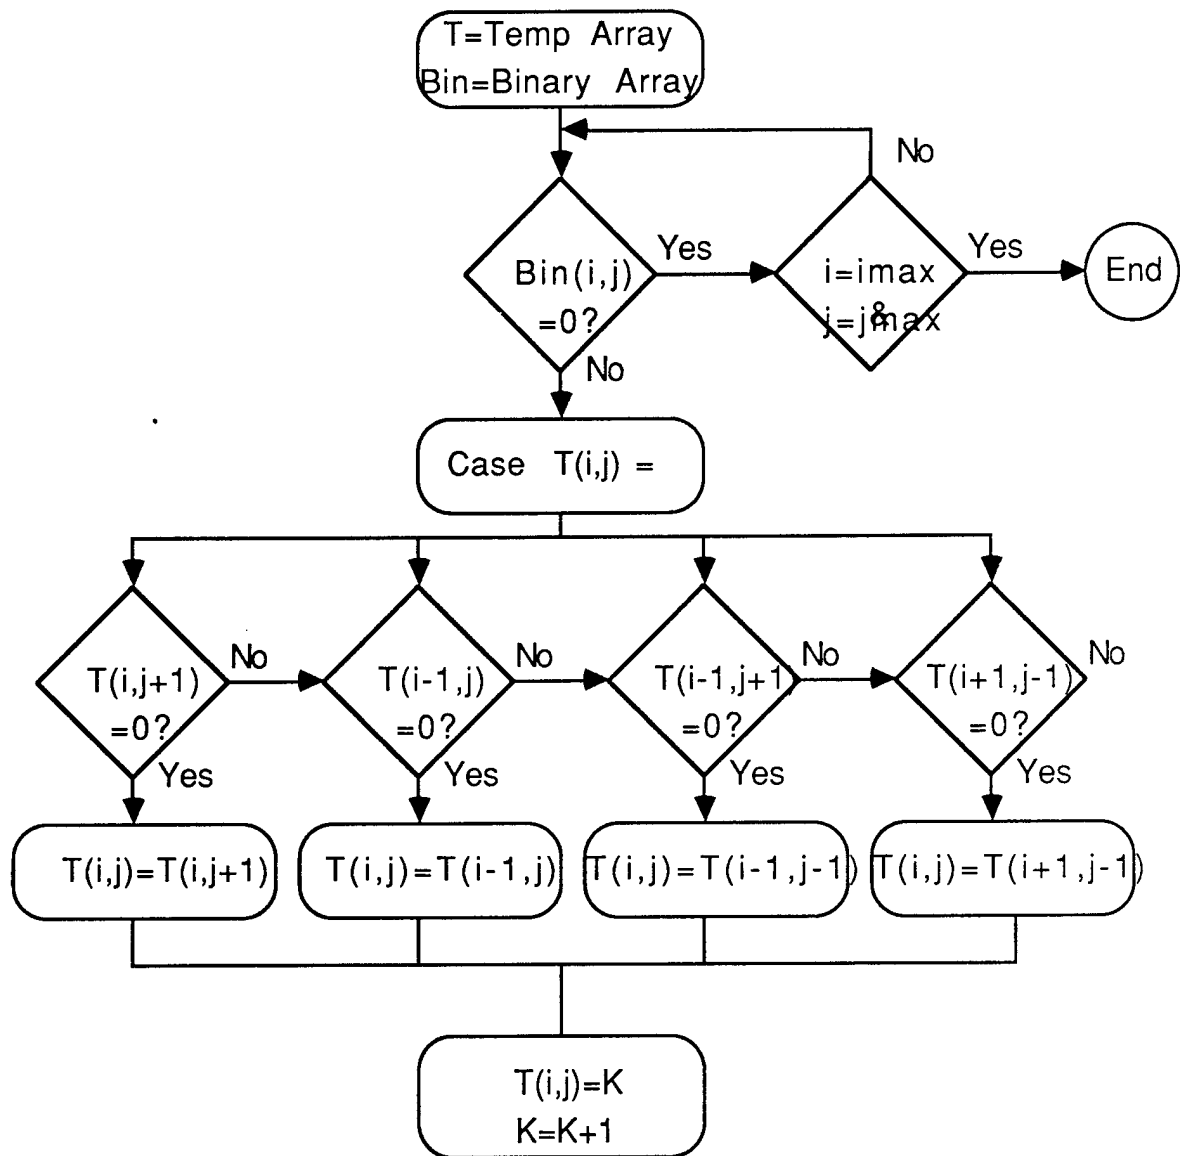 T=Temp Array
Bin=Binary Array
No
Bin(i,j)
=0?
Yes
i=imax
&
j=jmax
Yes
End
No
Case T(i,j) =
T(i,j+1)
=0?
No
T(i-1,j)
=0?
No
T(i-1,j+1)
=0?
No
T(i+1,j-1)
=0?
No
Yes
Yes
Yes
Yes
T(i,j)=T(i,j+1)
T(i,j)=T(i-1,j)
T(i,j)=T(i-1,j-1)
T(i,j)=T(i+1,j-1)
T(i,j)=K
K=K+1